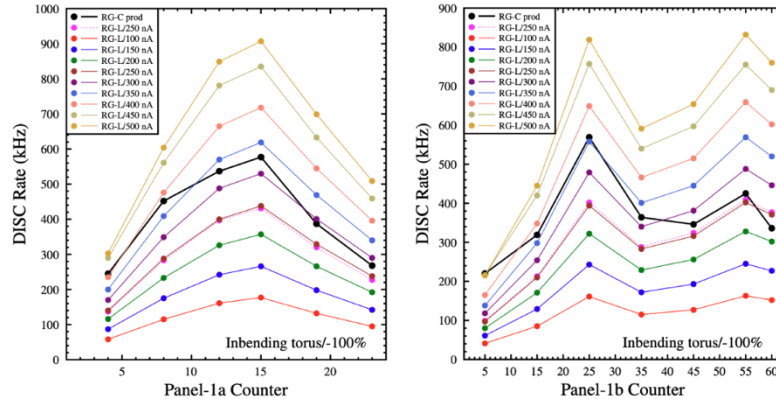 1000
900
800
700
600
500
400
300
200
100
0
DISC Rate (kHz)
RG-C prod
RG-L/250 nA
RG-L/100 nA
RG-L/150 nA
RG-L/200 nA
RG-L/250 nA
RG-L/300 nA
RG-L/350 nA
RG-L/400 nA
RG-L/450 nA
RG-L/500 nA
Inbending torus/-100%
5 10 15 20
Panel-1a Counter
900
800
700
600
500
400
300
200
100
0
DISC Rate (kHz)
RG-C prod
RG-L/250 nA
RG-L/100 nA
RG-L/150 nA
RG-L/200 nA
RG-L/250 nA
RG-L/300 nA
RG-L/350 nA
RG-L/400 nA
RG-L/450 nA
RG-L/500 nA
Inbending torus/-100%
5 10 15 20 25 30 35 40 45 50 55 60
Panel-1b Counter